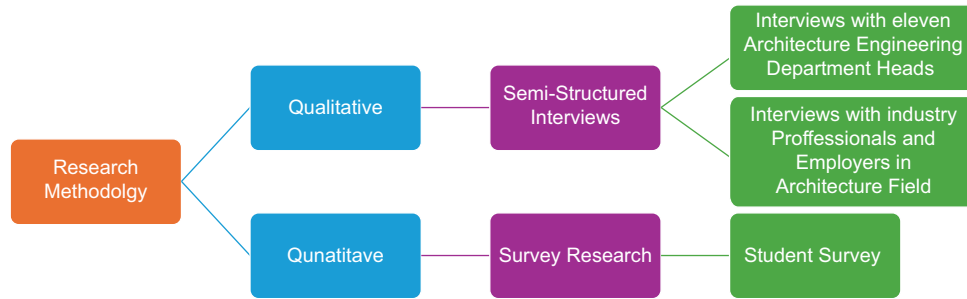 Research
Methodolgy
Qualitative
Semi-Structured
Interviews
Interviews with eleven
Architecture Engineering
Department Heads
Interviews with industry
Proffessionals and
Employers in
Architecture Field
Qunatitave
Survey Research
Student Survey